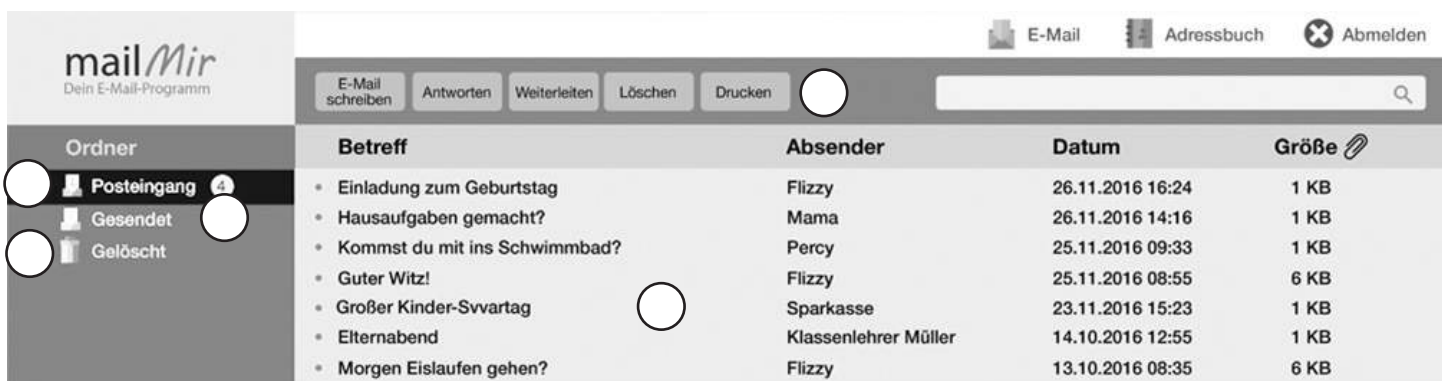 mailMir
Dein E-Mail-Programm
E-Mail Adressbuch Abmelden
E-Mail schreiben Antworten Weiterleiten Löschen Drucken
Ordner
Posteingang 4
Gesendet
Gelöscht
Betreff Absender Datum Größe
Einladung zum Geburtstag Flizzy 26.11.2016 16:24 1 KB
Hausaufgaben gemacht? Mama 26.11.2016 14:16 1 KB
Kommst du mit ins Schwimmbad? Percy 25.11.2016 09:33 1 KB
Guter Witz! Flizzy 25.11.2016 08:55 6 KB
Großer Kinder-Svvartag Sparkasse 23.11.2016 15:23 1 KB
Elternabend Klassenlehrer Müller 14.10.2016 12:55 1 KB
Morgen Eislaufen gehen? Flizzy 13.10.2016 08:35 6 KB